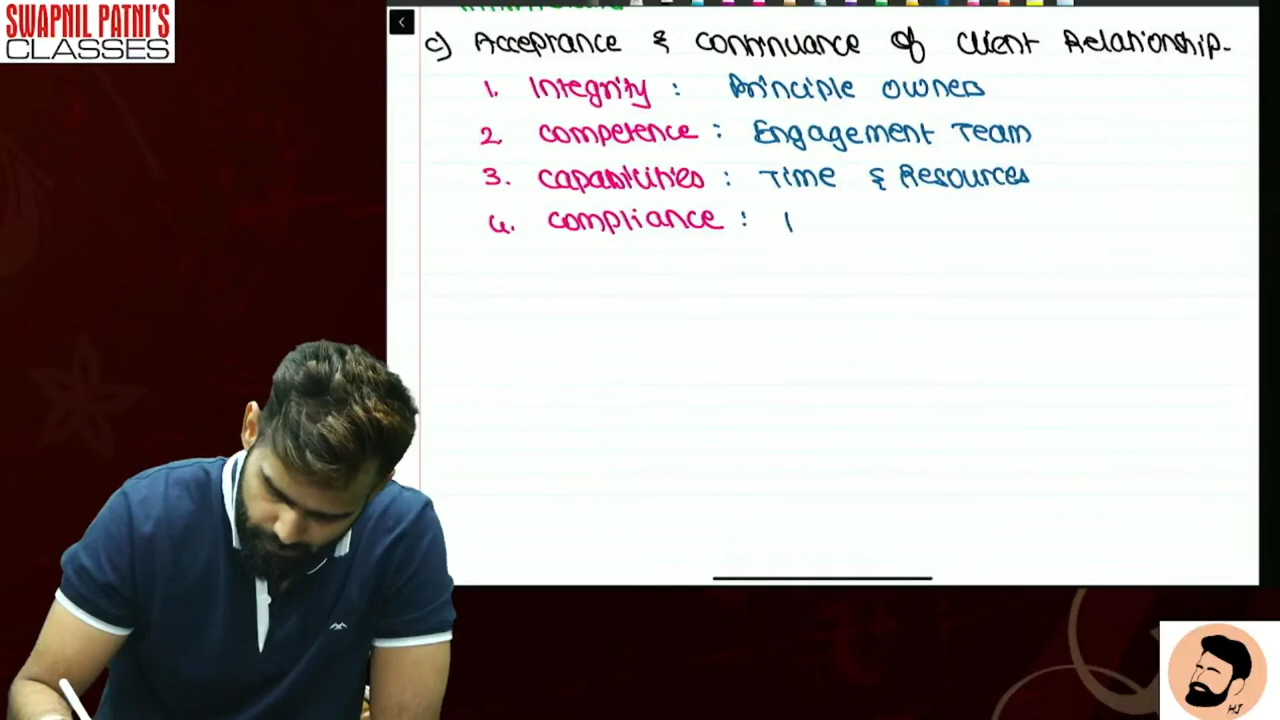 SWAPNIL PATNI'S
CLASSES
c) Acceptance & Continuance of Client Relationship.
1. Integrity : Principle owners
2. Competence : Engagement Team
3. Capabilities : Time & Resources
4. Compliance :
HJ